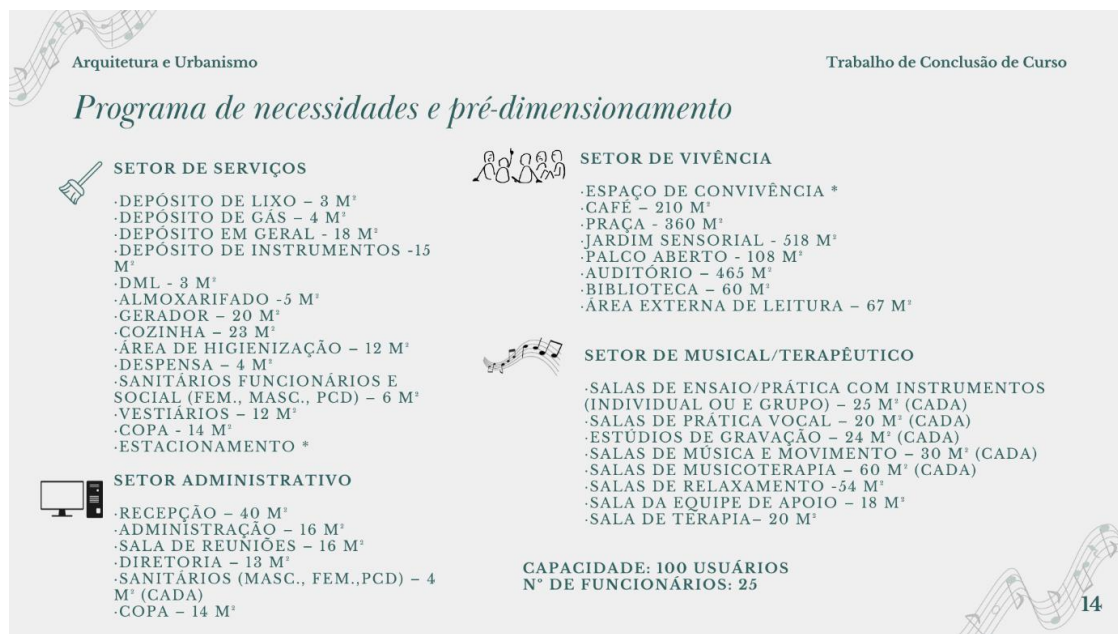 Arquitetura e Urbanismo
Trabalho de Conclusão de Curso
Programa de necessidades e pré-dimensionamento
SETOR DE SERVIÇOS
·DEPÓSITO DE LIXO – 3 M²
·DEPÓSITO DE GÁS – 4 M²
·DEPÓSITO EM GERAL - 18 M²
·DEPÓSITO DE INSTRUMENTOS -15
M²
·DML - 3 M²
·ALMOXARIFADO -5 M²
·GERADOR – 20 M²
·COZINHA – 23 M²
·ÁREA DE HIGIENIZAÇÃO – 12 M²
·DESPENSA – 4 M²
·SANITÁRIOS FUNCIONÁRIOS E
SOCIAL (FEM., MASC., PCD) – 6 M²
·VESTIÁRIOS – 12 M²
·COPA - 14 M²
·ESTACIONAMENTO *
SETOR ADMINISTRATIVO
·RECEPÇÃO – 40 M²
·ADMINISTRAÇÃO – 16 M²
·SALA DE REUNIÕES – 16 M²
·DIRETORIA – 13 M²
·SANITÁRIOS (MASC., FEM.,PCD) – 4
M² (CADA)
·COPA – 14 M²
SETOR DE VIVÊNCIA
·ESPAÇO DE CONVIVÊNCIA *
·CAFÉ – 210 M²
·PRAÇA - 360 M²
·JARDIM SENSORIAL - 518 M²
·PALCO ABERTO - 108 M²
·AUDITÓRIO – 465 M²
·BIBLIOTECA – 60 M²
·ÁREA EXTERNA DE LEITURA – 67 M²
SETOR DE MUSICAL/TERAPÊUTICO
·SALAS DE ENSAIO/PRÁTICA COM INSTRUMENTOS
(INDIVIDUAL OU E GRUPO) – 25 M² (CADA)
·SALAS DE PRÁTICA VOCAL – 20 M² (CADA)
·ESTÚDIOS DE GRAVAÇÃO – 24 M² (CADA)
·SALAS DE MÚSICA E MOVIMENTO – 30 M² (CADA)
·SALAS DE MUSICOTERAPIA – 60 M² (CADA)
·SALAS DE RELAXAMENTO -54 M²
·SALA DA EQUIPE DE APOIO – 18 M²
·SALA DE TERAPIA– 20 M²
CAPACIDADE: 100 USUÁRIOS
Nº DE FUNCIONÁRIOS: 25
14